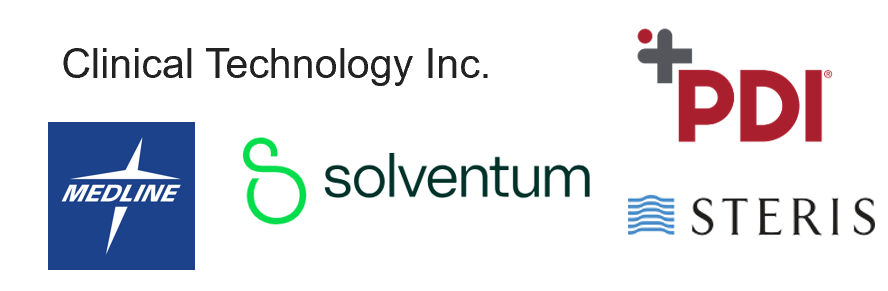 Clinical Technology Inc.
PDI®
MEDLINE
solventum
STERIS